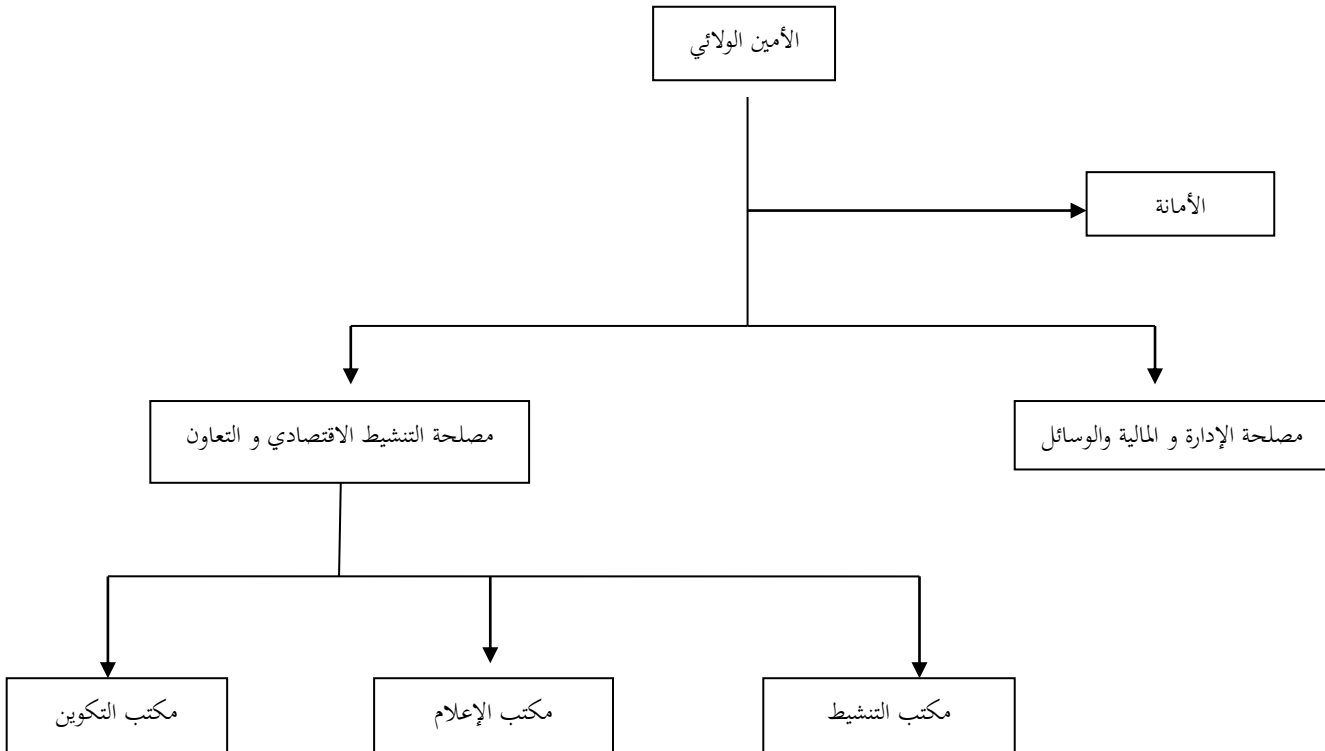 الأمين الولائي
الأمانة
مصلحة الإدارة و المالية والوسائل
مصلحة التنشيط الاقتصادي و التعاون
مكتب التنشيط
مكتب الإعلام
مكتب التكوين